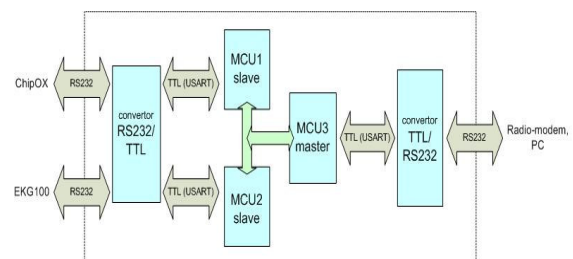 ChipOX
RS232
convertor
RS232/
TTL
TTL (USART)
MCU1
slave
MCU3
master
TTL (USART)
convertor
TTL/
RS232
RS232
Radio-modem,
PC
EKG100
RS232
TTL (USART)
MCU2
slave